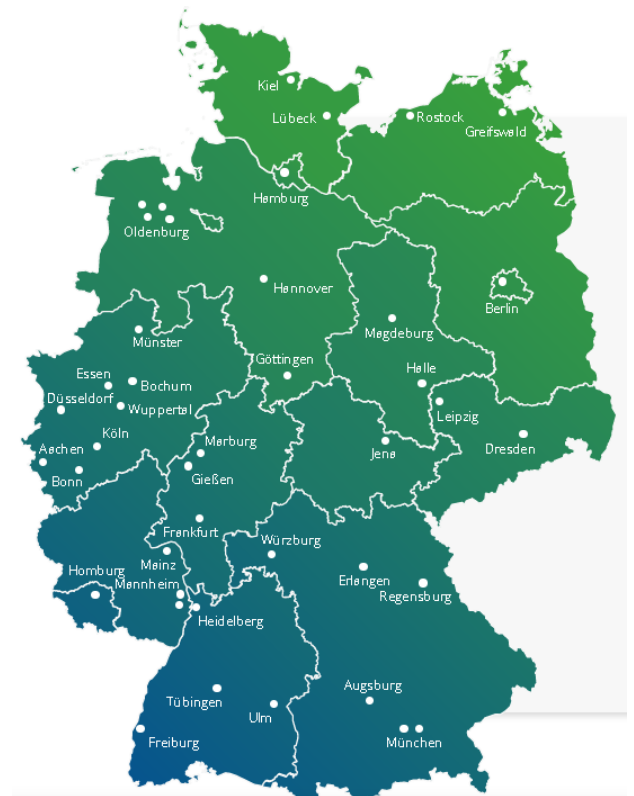 Kiel
Lübeck
Rostock
Greifswald
Hamburg
Oldenburg
Hannover
Berlin
Magdeburg
Münster
Göttingen
Halle
Essen
Bochum
Düsseldorf
Wuppertal
Leipzig
Köln
Marburg
Jena
Dresden
Aachen
Bonn
Gießen
Frankfurt
Würzburg
Mainz
Homburg
Mannheim
Erlangen
Regensburg
Heidelberg
Augsburg
Tübingen
Ulm
Freiburg
München